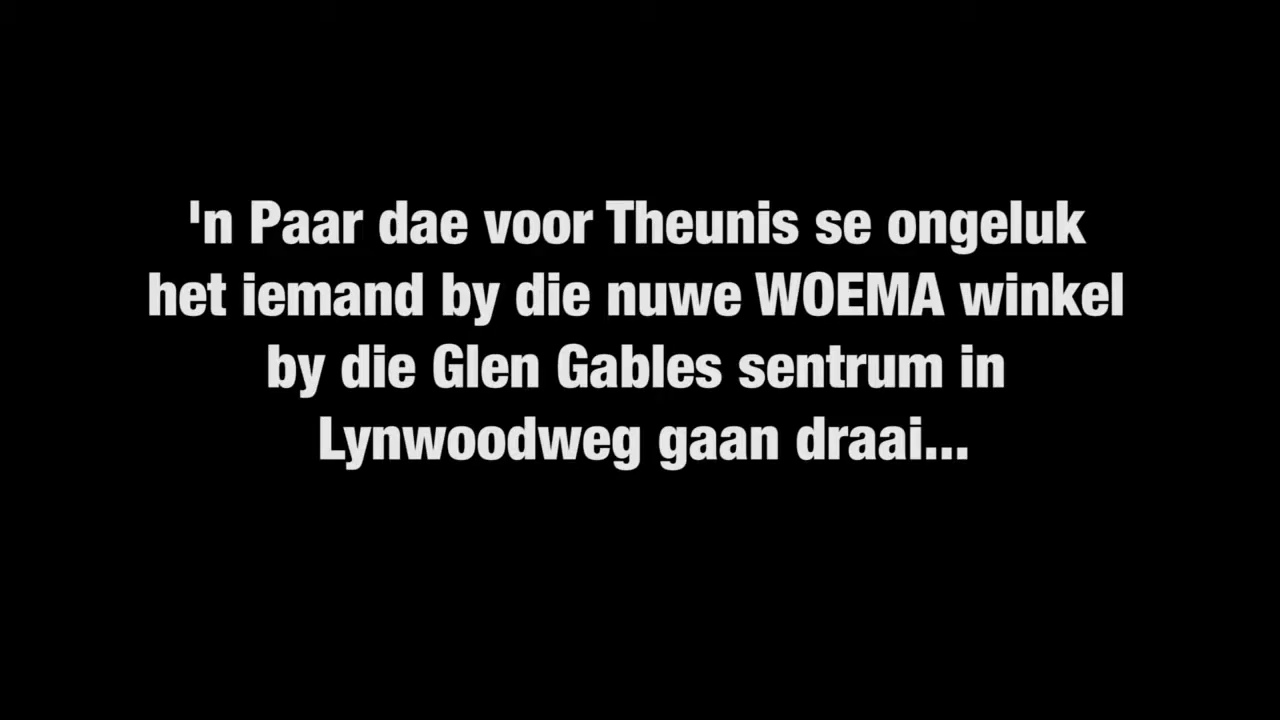 'n Paar dae voor Theunis se ongeluk
het iemand by die nuwe WOEMA winkel
by die Glen Gables sentrum in
Lynwoodweg gaan draai...